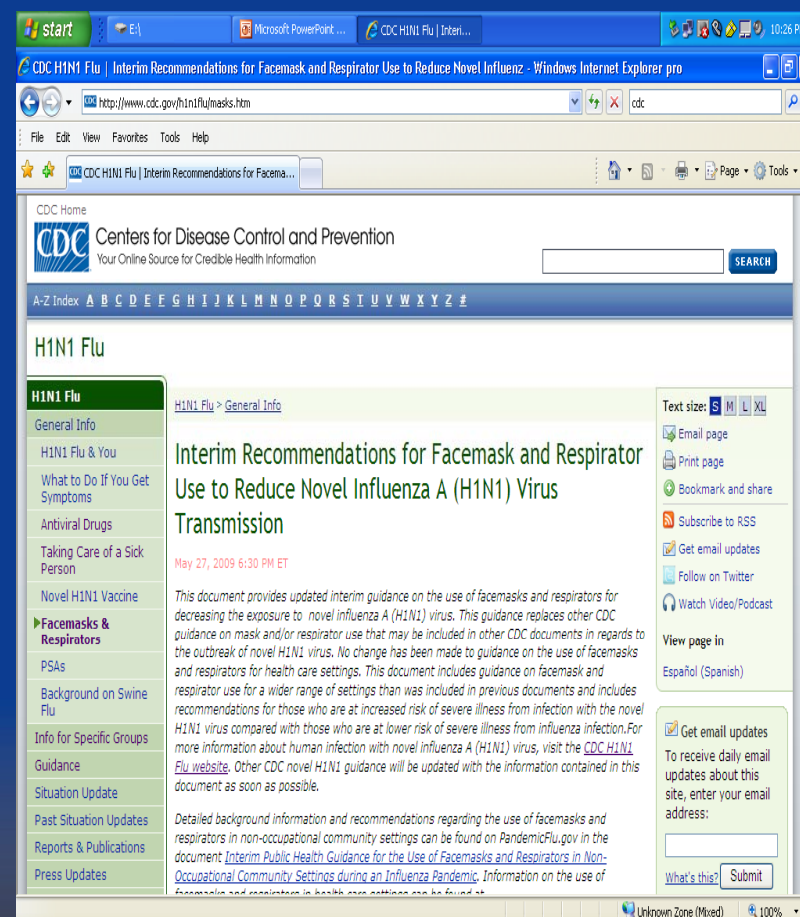 start
E:\
Microsoft PowerPoint ...
CDC H1N1 Flu | Interi...
10:26 P
CDC H1N1 Flu | Interim Recommendations for Facemask and Respirator Use to Reduce Novel Influenz - Windows Internet Explorer pro
http://www.cdc.gov/h1n1flu/masks.htm
cdc
File Edit View Favorites Tools Help
CDC H1N1 Flu | Interim Recommendations for Facema...
Page Tools
CDC Home
CDC
Centers for Disease Control and Prevention
Your Online Source for Credible Health Information
SEARCH
A-Z Index A B C D E F G H I J K L M N O P Q R S T U V W X Y Z #
H1N1 Flu
H1N1 Flu
General Info
H1N1 Flu & You
What to Do If You Get
Symptoms
Antiviral Drugs
Taking Care of a Sick
Person
Novel H1N1 Vaccine
Facemasks &
Respirators
PSAs
Background on Swine
Flu
Info for Specific Groups
Guidance
Situation Update
Past Situation Updates
Reports & Publications
Press Updates
H1N1 Flu > General Info
Interim Recommendations for Facemask and Respirator
Use to Reduce Novel Influenza A (H1N1) Virus
Transmission
May 27, 2009 6:30 PM ET
This document provides updated interim guidance on the use of facemasks and respirators for
decreasing the exposure to novel influenza A (H1N1) virus. This guidance replaces other CDC
guidance on mask and/or respirator use that may be included in other CDC documents in regards to
the outbreak of novel H1N1 virus. No change has been made to guidance on the use of facemasks
and respirators for health care settings. This document includes guidance on facemask and
respirator use for a wider range of settings than was included in previous documents and includes
recommendations for those who are at increased risk of severe illness from infection with the novel
H1N1 virus compared with those who are at lower risk of severe illness from influenza infection.For
more information about human infection with novel influenza A (H1N1) virus, visit the CDC H1N1
Flu website. Other CDC novel H1N1 guidance will be updated with the information contained in this
document as soon as possible.
Detailed background information and recommendations regarding the use of facemasks and
respirators in non-occupational community settings can be found on PandemicFlu.gov in the
document Interim Public Health Guidance for the Use of Facemasks and Respirators in Non-
Occupational Community Settings during an Influenza Pandemic. Information on the use of
facemasks and respirators in health care settings can be found at
Text size: S M L XL
Email page
Print page
Bookmark and share
Subscribe to RSS
Get email updates
Follow on Twitter
Watch Video/Podcast
View page in
Español (Spanish)
Get email updates
To receive daily email
updates about this
site, enter your email
address:
What's this? Submit
Unknown Zone (Mixed)
100%